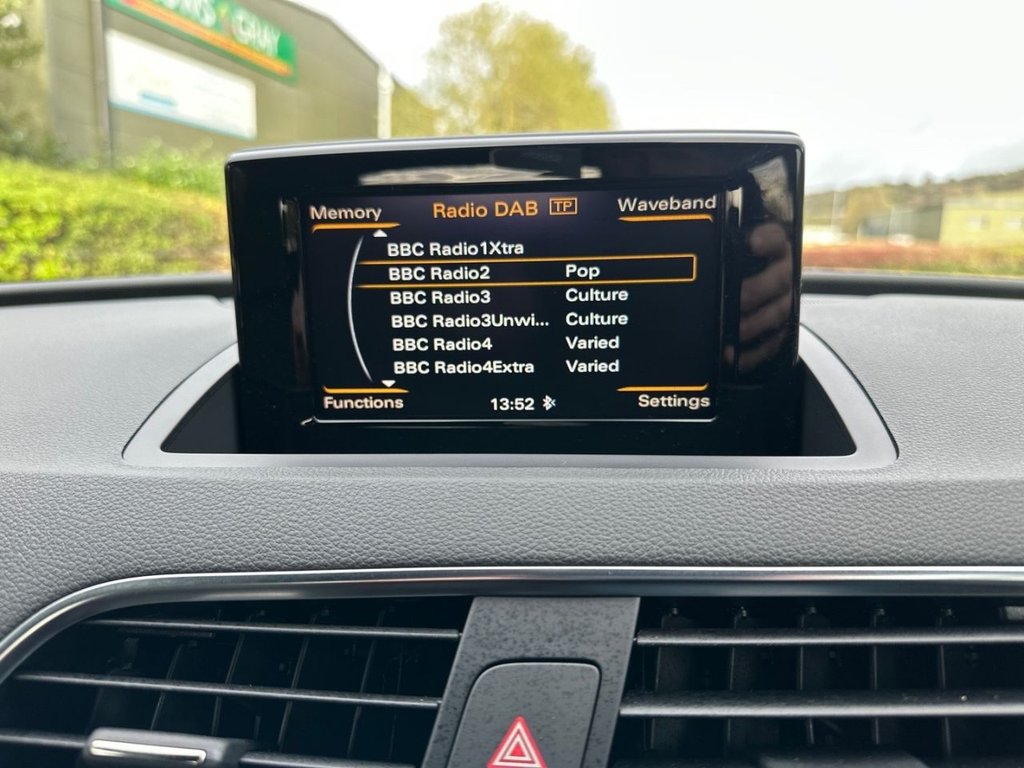 GRAY
Memory Radio DAB TP Waveband
BBC Radio1Xtra
BBC Radio2 Pop
BBC Radio3 Culture
BBC Radio3Unwi... Culture
BBC Radio4 Varied
BBC Radio4Extra Varied
Functions 13:52 Settings